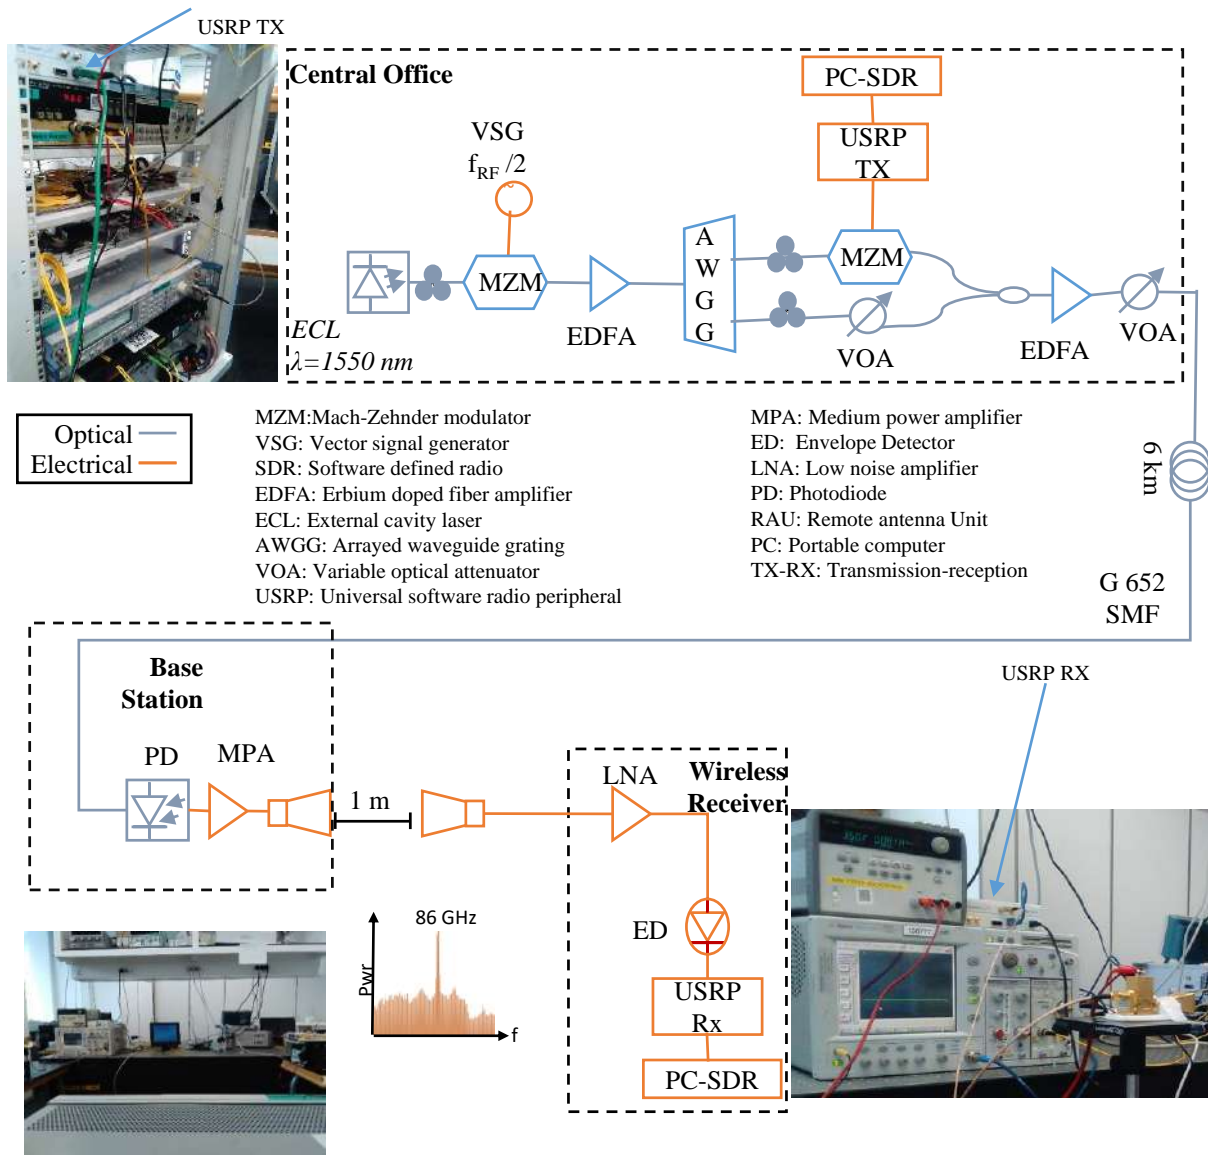 USRP TX
Central Office
PC-SDR
USRP
TX
VSG
f_RF /2
MZM
MZM
A
W
G
G
EDFA
VOA
EDFA
VOA
ECL
λ=1550 nm
Optical
Electrical
MZM:Mach-Zehnder modulator
VSG: Vector signal generator
SDR: Software defined radio
EDFA: Erbium doped fiber amplifier
ECL: External cavity laser
AWGG: Arrayed waveguide grating
VOA: Variable optical attenuator
USRP: Universal software radio peripheral
MPA: Medium power amplifier
ED: Envelope Detector
LNA: Low noise amplifier
PD: Photodiode
RAU: Remote antenna Unit
PC: Portable computer
TX-RX: Transmission-reception
6 km
G 652
SMF
Base
Station
PD
MPA
1 m
LNA
Wireless
Receiver
USRP RX
ED
USRP
Rx
PC-SDR
86 GHz
Pwr
f